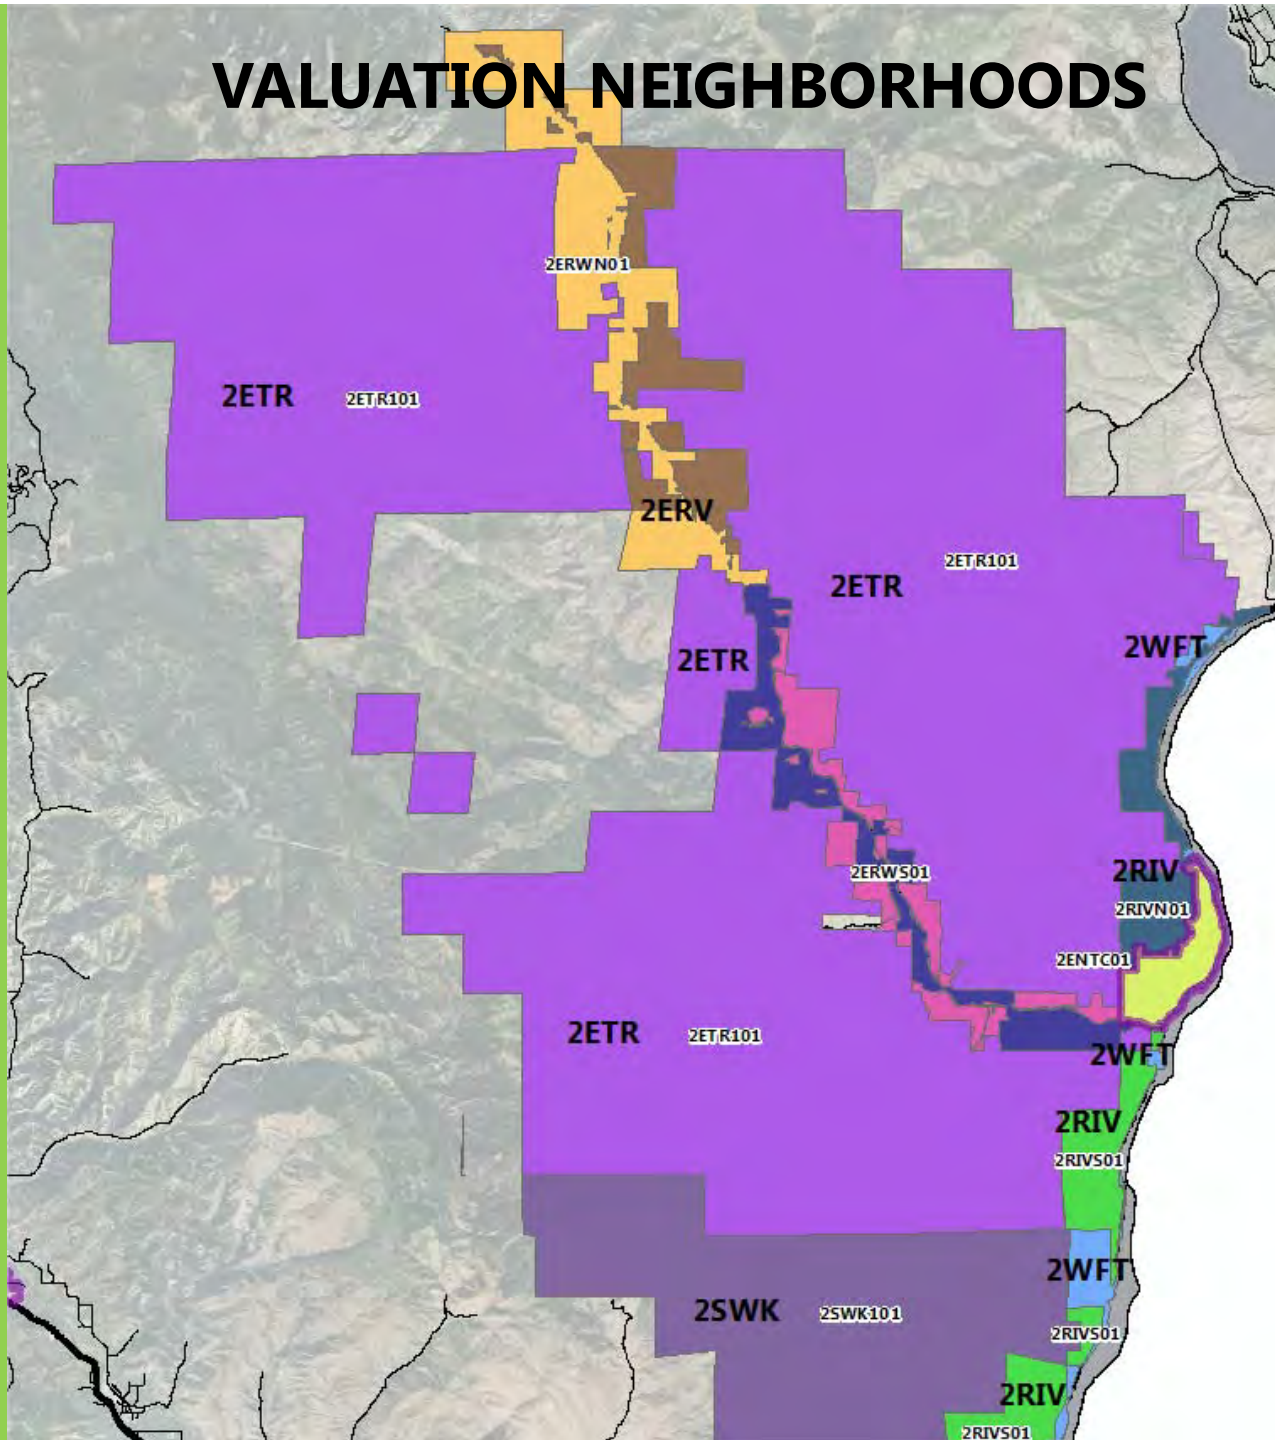 VALUATION NEIGHBORHOODS
2ERWN01
2ETR
2ETR101
2ERV
2ETR101
2ETR
2WFT
2ETR
2RIV
2ERWS01
2RIVN01
2ENTC01
2ETR
2ETR101
2WFT
2RIV
2RIVS01
2WFT
2SWK
2SWK101
2RIVS01
2RIV
2RIVS01